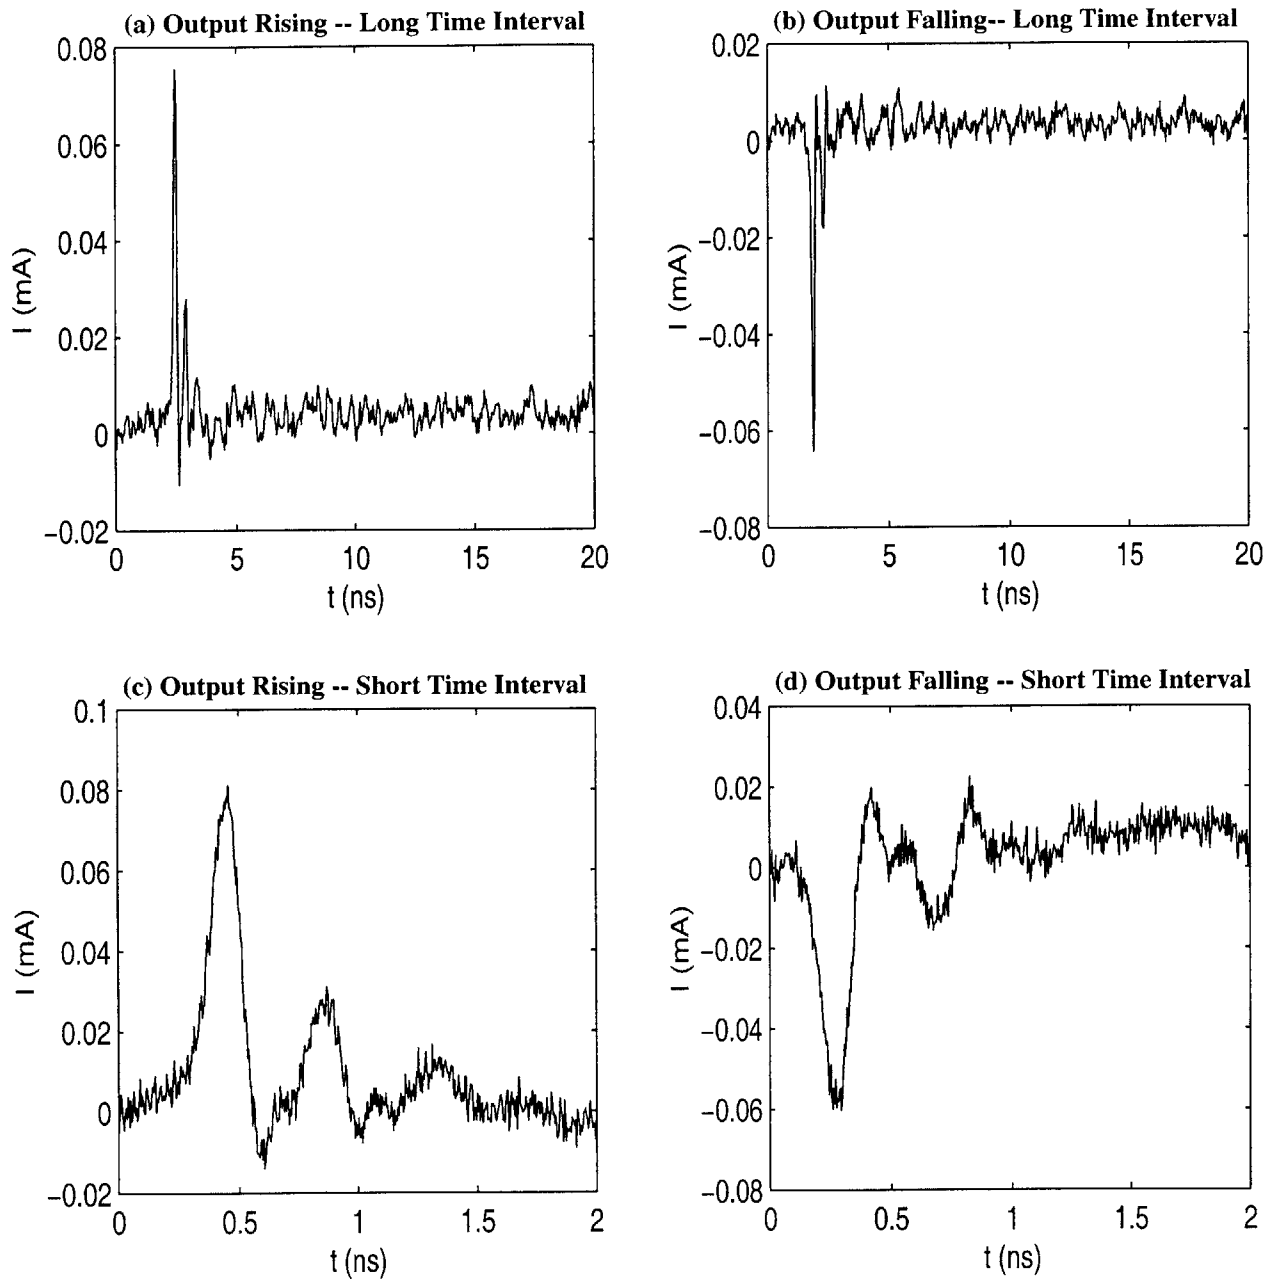 (a) Output Rising -- Long Time Interval
0.08
0.06
0.04
0.02
0
−0.02
I (mA)
0 5 10 15 20
t (ns)
(b) Output Falling-- Long Time Interval
0.02
0
−0.02
−0.04
−0.06
−0.08
I (mA)
0 5 10 15 20
t (ns)
(c) Output Rising -- Short Time Interval
0.1
0.08
0.06
0.04
0.02
0
−0.02
I (mA)
0 0.5 1 1.5 2
t (ns)
(d) Output Falling -- Short Time Interval
0.04
0.02
0
−0.02
−0.04
−0.06
−0.08
I (mA)
0 0.5 1 1.5 2
t (ns)